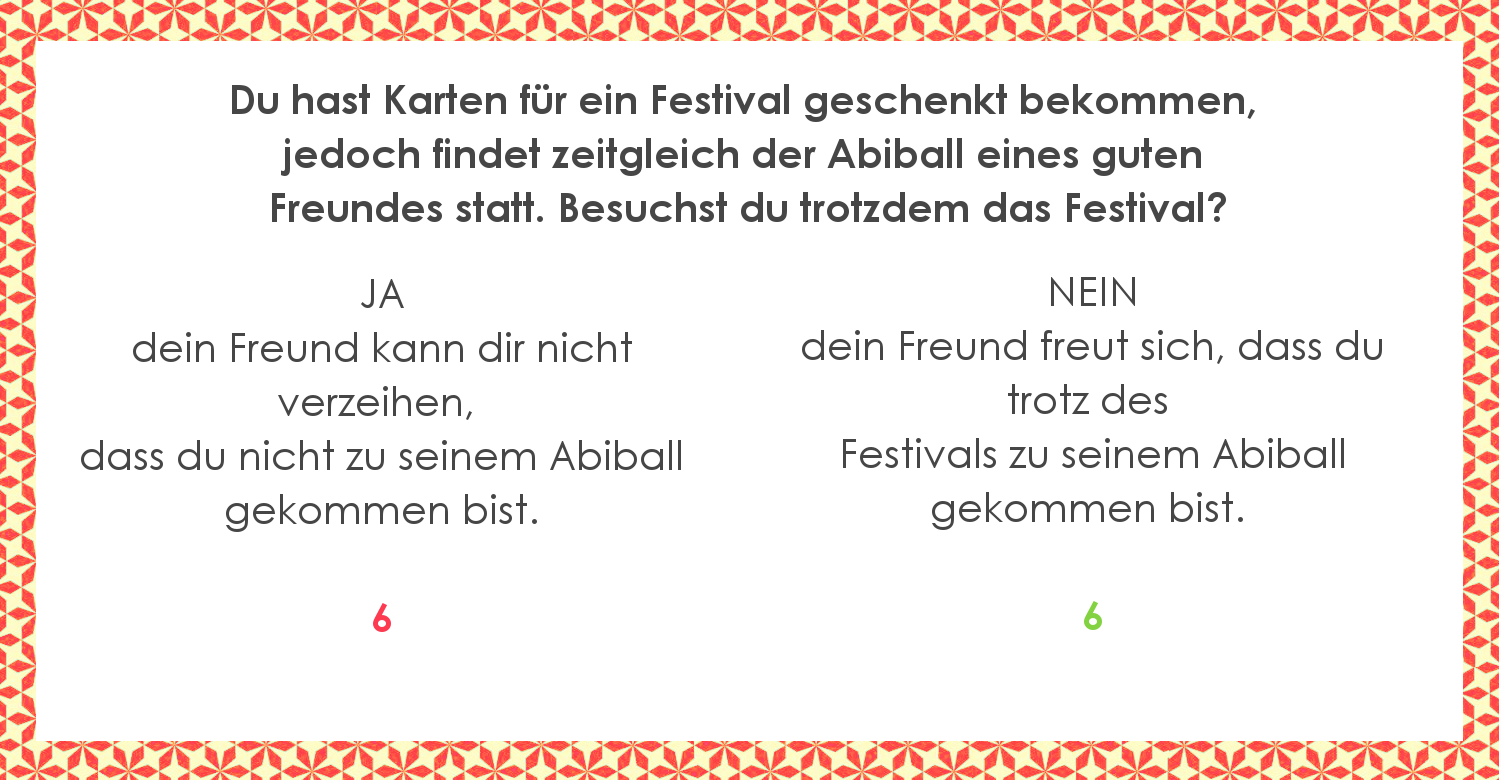 Du hast Karten für ein Festival geschenkt bekommen,
jedoch findet zeitgleich der Abiball eines guten
Freundes statt. Besuchst du trotzdem das Festival?
JA
dein Freund kann dir nicht
verzeihen,
dass du nicht zu seinem Abiball
gekommen bist.
6
NEIN
dein Freund freut sich, dass du
trotz des
Festivals zu seinem Abiball
gekommen bist.
6